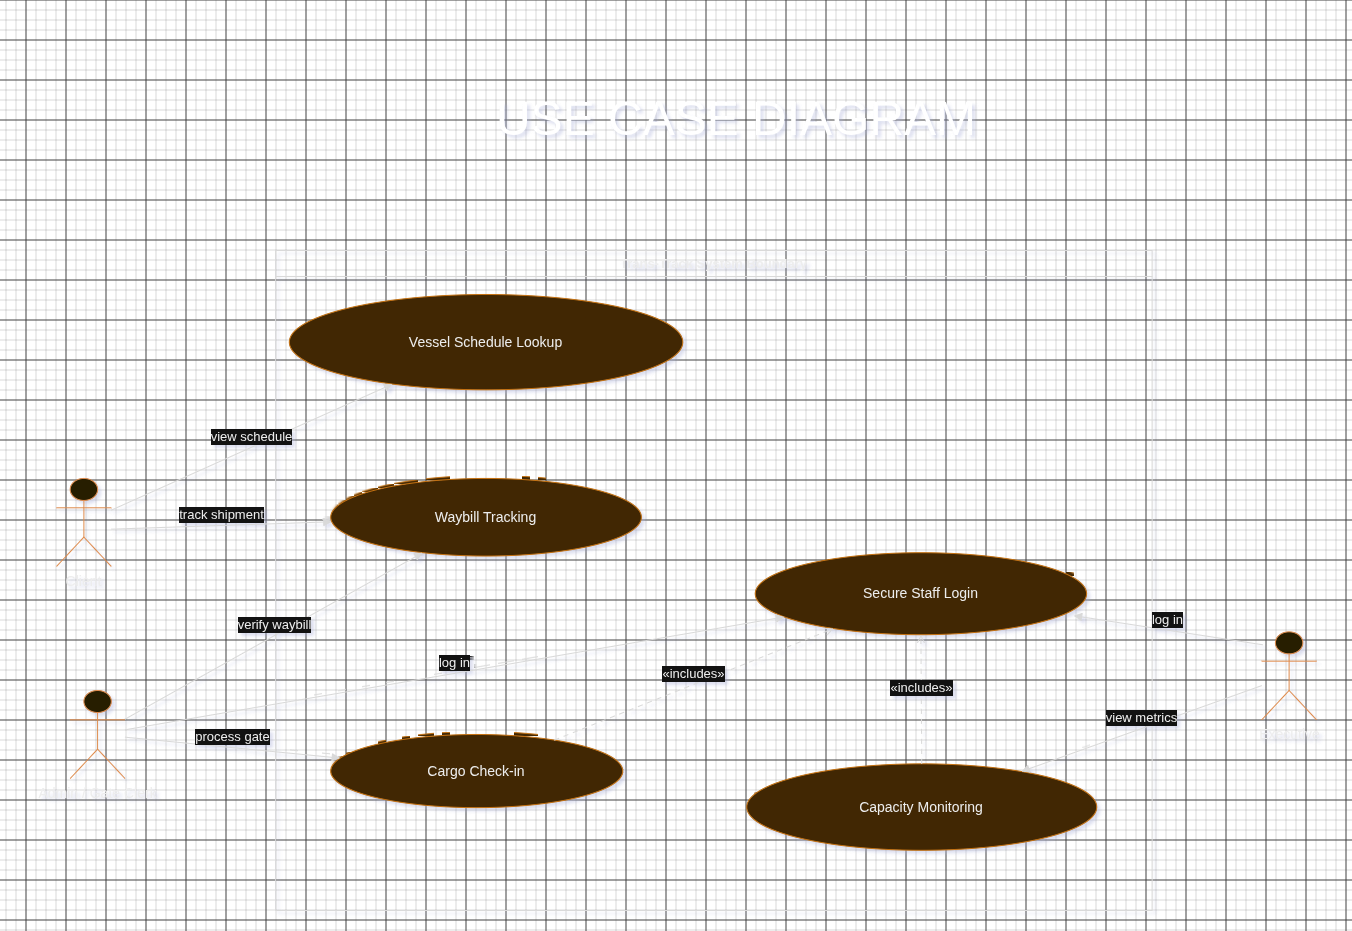 USE CASE DIAGRAM
Vessel Schedule Lookup
view schedule
track shipment
Waybill Tracking
Client
Secure Staff Login
log in
verify waybill
log in
«includes»
«includes»
view metrics
process gate
Cargo Check-in
Capacity Monitoring